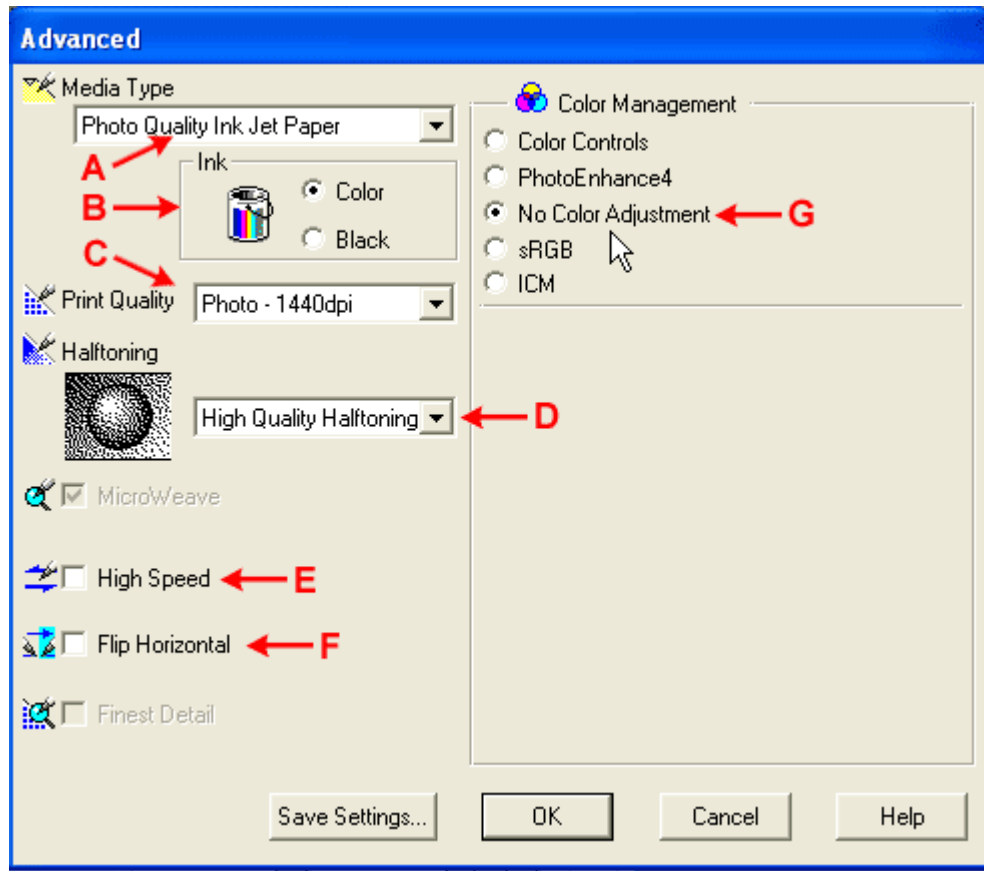 Advanced
Media Type
Photo Quality Ink Jet Paper
A
Ink
B
Color
Black
C
Print Quality
Photo - 1440dpi
Halftoning
High Quality Halftoning
D
MicroWeave
High Speed
E
Flip Horizontal
F
Finest Detail
Color Management
Color Controls
PhotoEnhance4
No Color Adjustment
G
sRGB
ICM
Save Settings...
OK
Cancel
Help